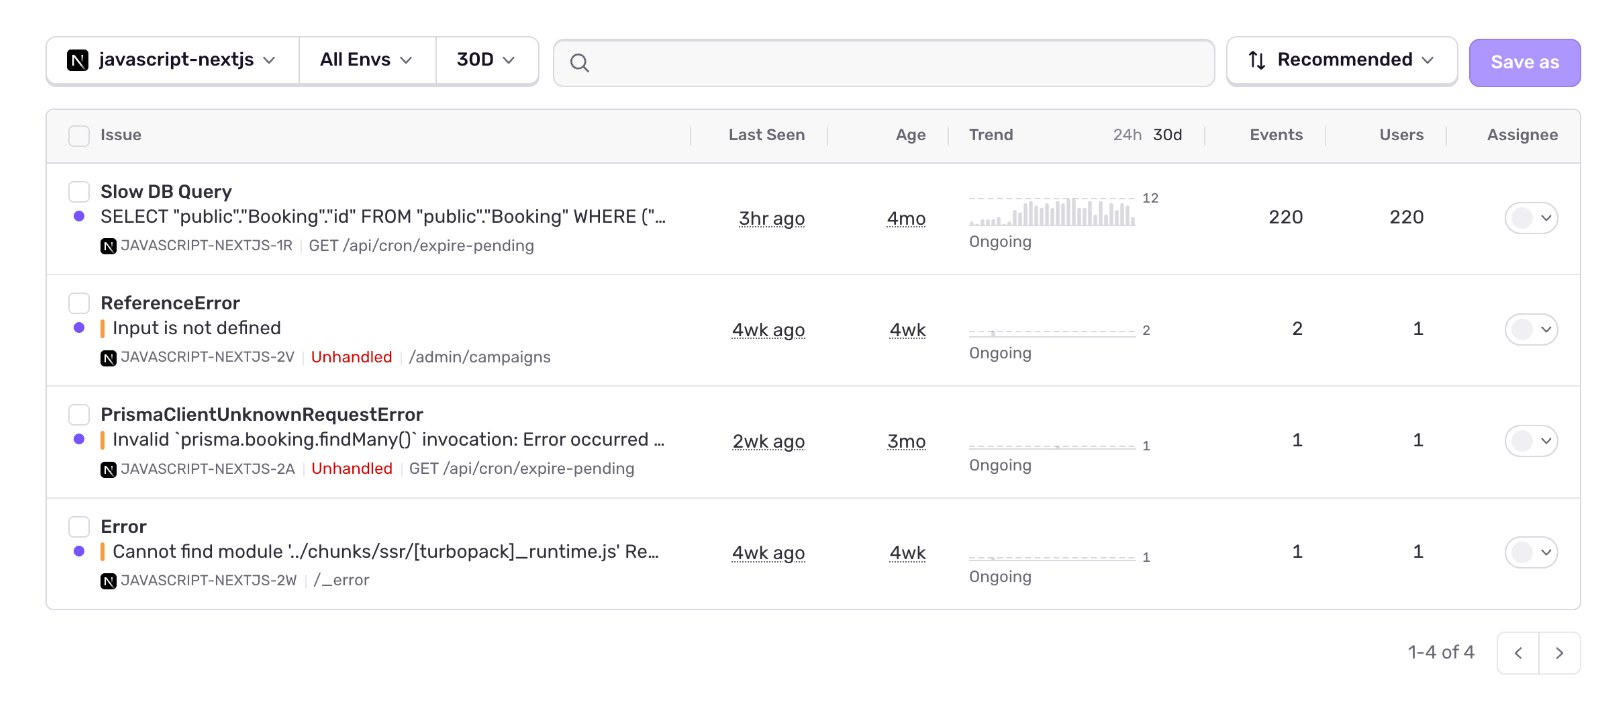 javascript-nextjs All Envs 30D Recommended Save as
Issue Last Seen Age Trend 24h 30d Events Users Assignee
Slow DB Query
SELECT "public"."Booking"."id" FROM "public"."Booking" WHERE ("... 3hr ago 4mo 12 220 220
JAVASCRIPT-NEXTJS-1R GET /api/cron/expire-pending Ongoing
ReferenceError
Input is not defined 4wk ago 4wk 2 2 1
JAVASCRIPT-NEXTJS-2V Unhandled /admin/campaigns Ongoing
PrismaClientUnknownRequestError
Invalid `prisma.booking.findMany()` invocation: Error occurred ... 2wk ago 3mo 1 1 1
JAVASCRIPT-NEXTJS-2A Unhandled GET /api/cron/expire-pending Ongoing
Error
Cannot find module '../chunks/ssr/[turbopack]_runtime.js' Re... 4wk ago 4wk 1 1 1
JAVASCRIPT-NEXTJS-2W /_error Ongoing
1-4 of 4